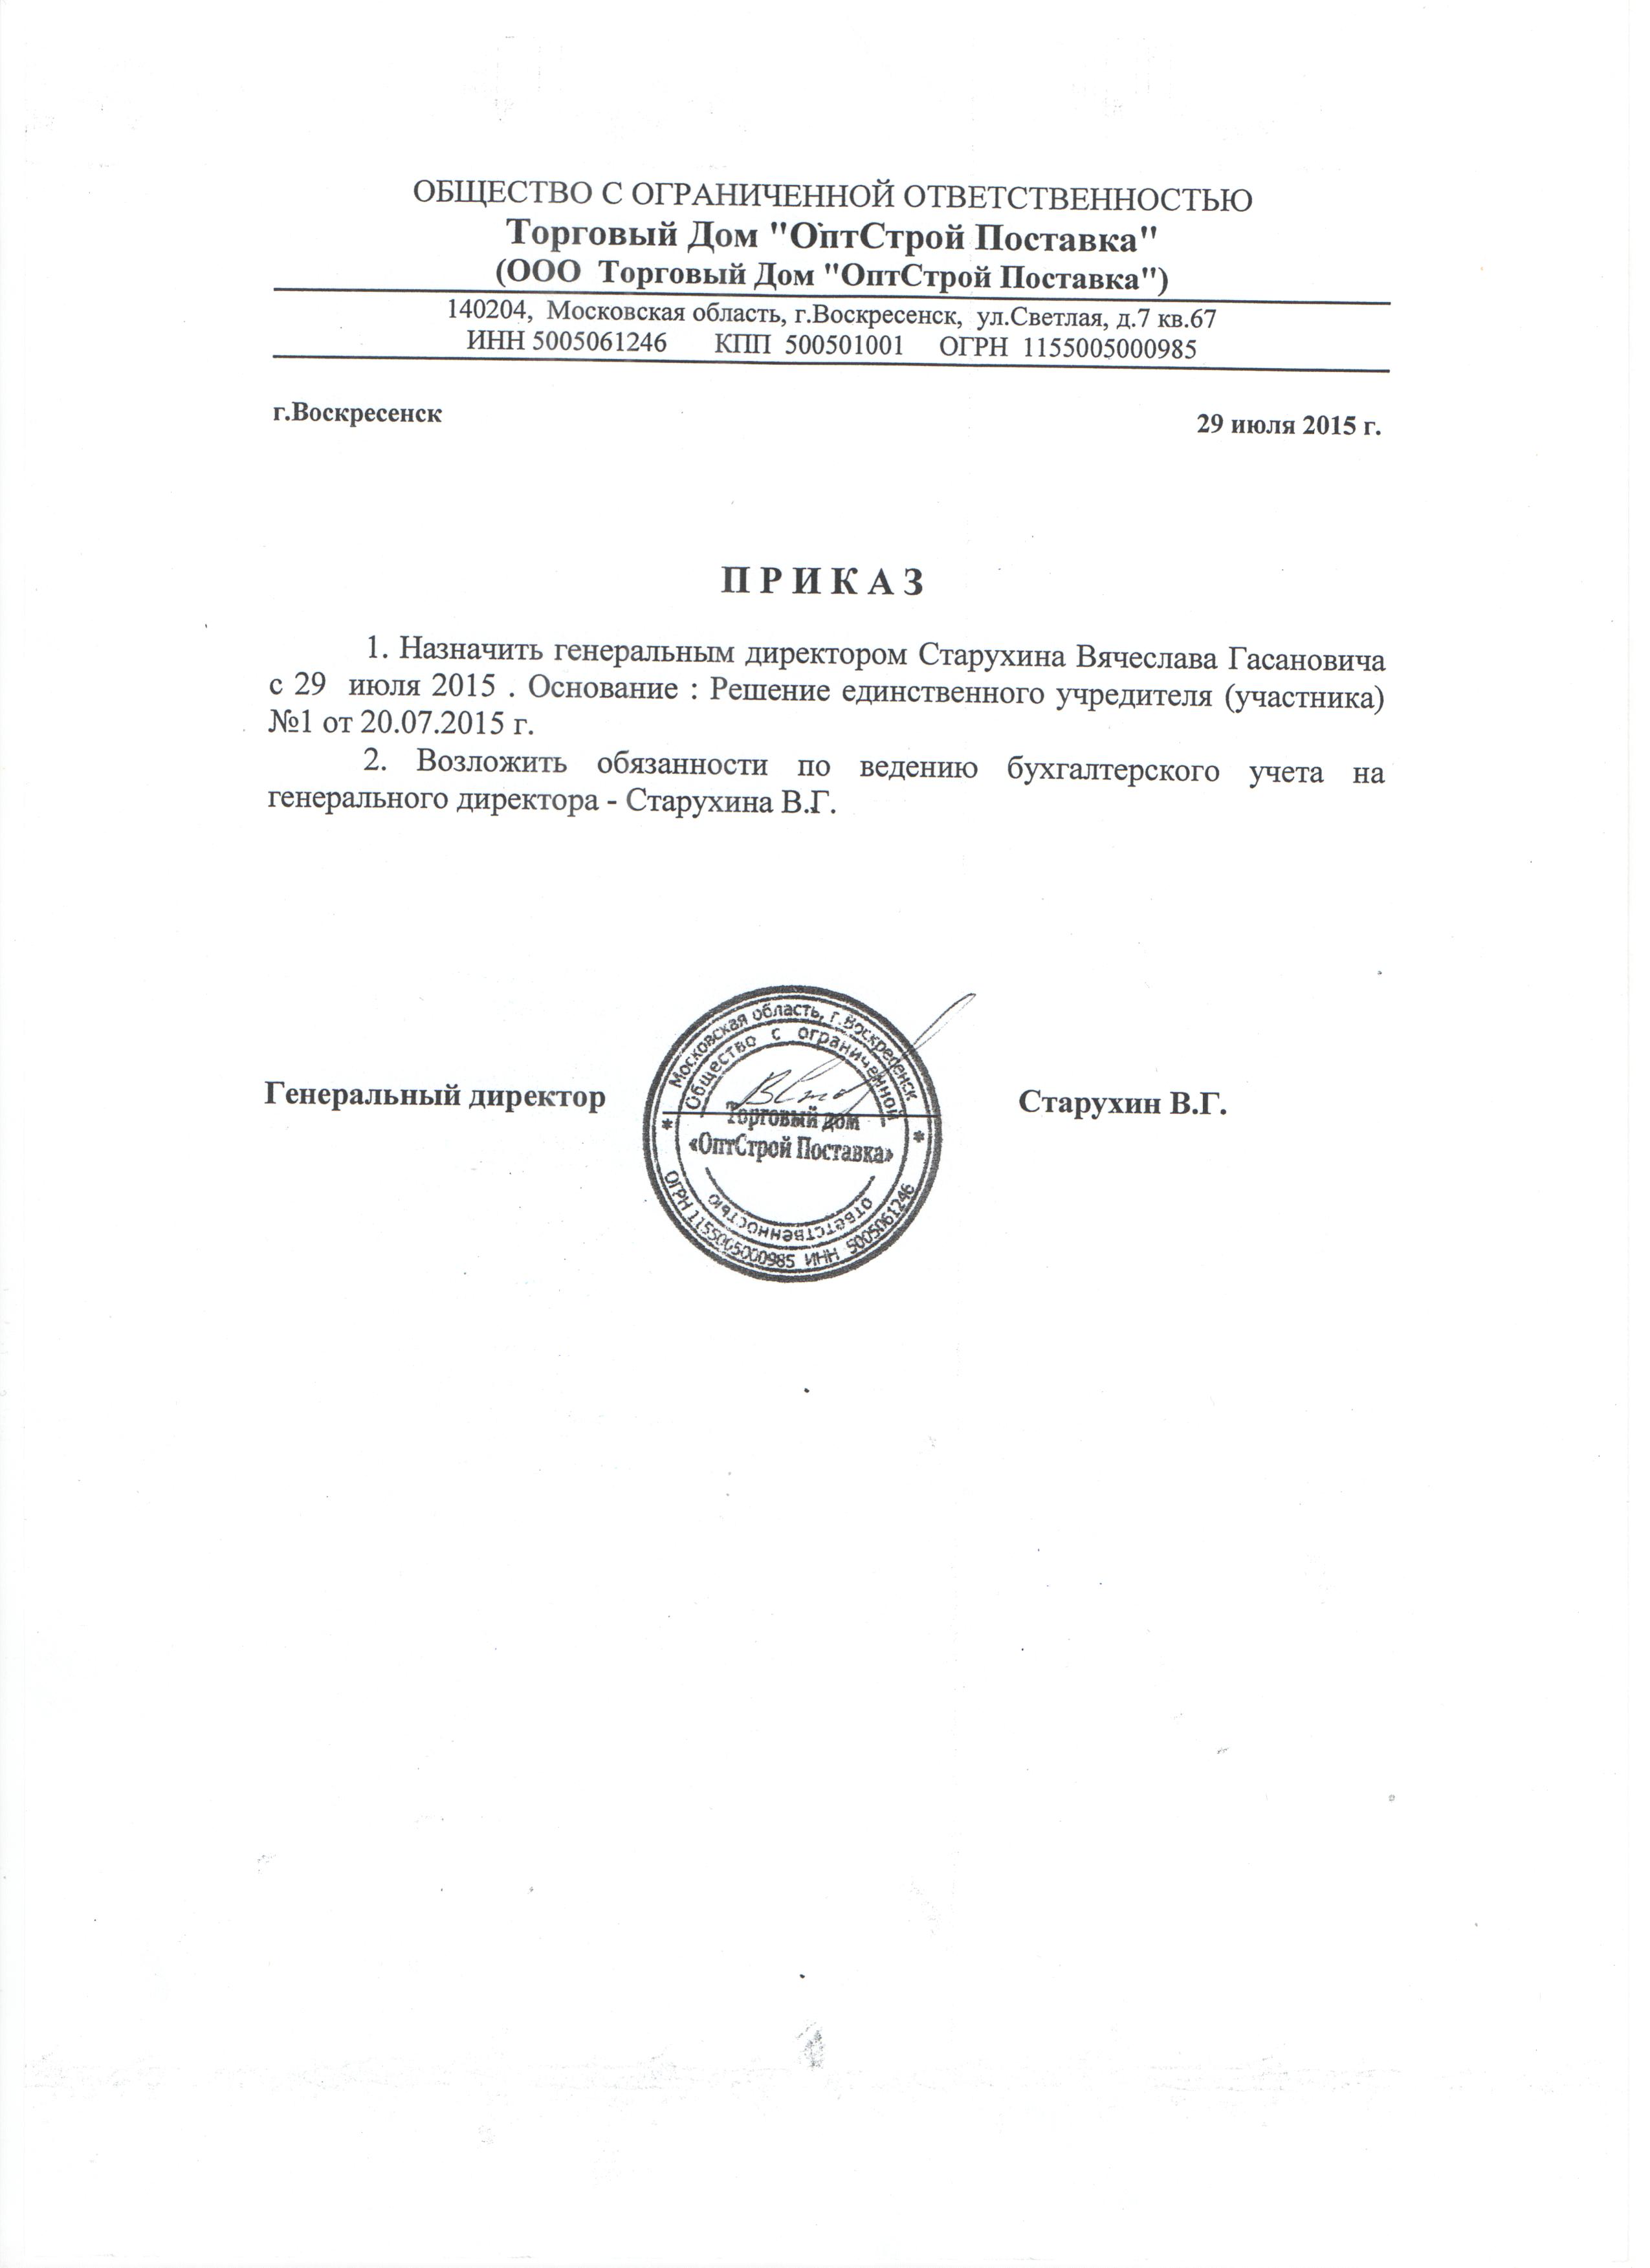 ОБЩЕСТВО С ОГРАНИЧЕННОЙ ОТВЕТСТВЕННОСТЬЮ
Торговый Дом "ОптСтрой Поставка"
(ООО  Торговый Дом "ОптСтрой Поставка")
140204,  Московская область, г.Воскресенск,  ул.Светлая, д.7 кв.67
ИНН 5005061246 КПП  500501001 ОГРН  1155005000985
г.Воскресенск 29 июля 2015 г.
П Р И К А З
1. Назначить генеральным директором Старухина Вячеслава Гасановича
с 29  июля 2015 . Основание : Решение единственного учредителя (участника)
№1 от 20.07.2015 г.
2. Возложить обязанности по ведению бухгалтерского учета на
генерального директора - Старухина В.Г.
Генеральный директор Старухин В.Г.
Московская область, г.Воскресенск
Общество с ограниченной
Торговый дом
«ОптСтрой Поставка»
ответственностью
* ОГРН 1155005000985 ИНН 5005061246 *